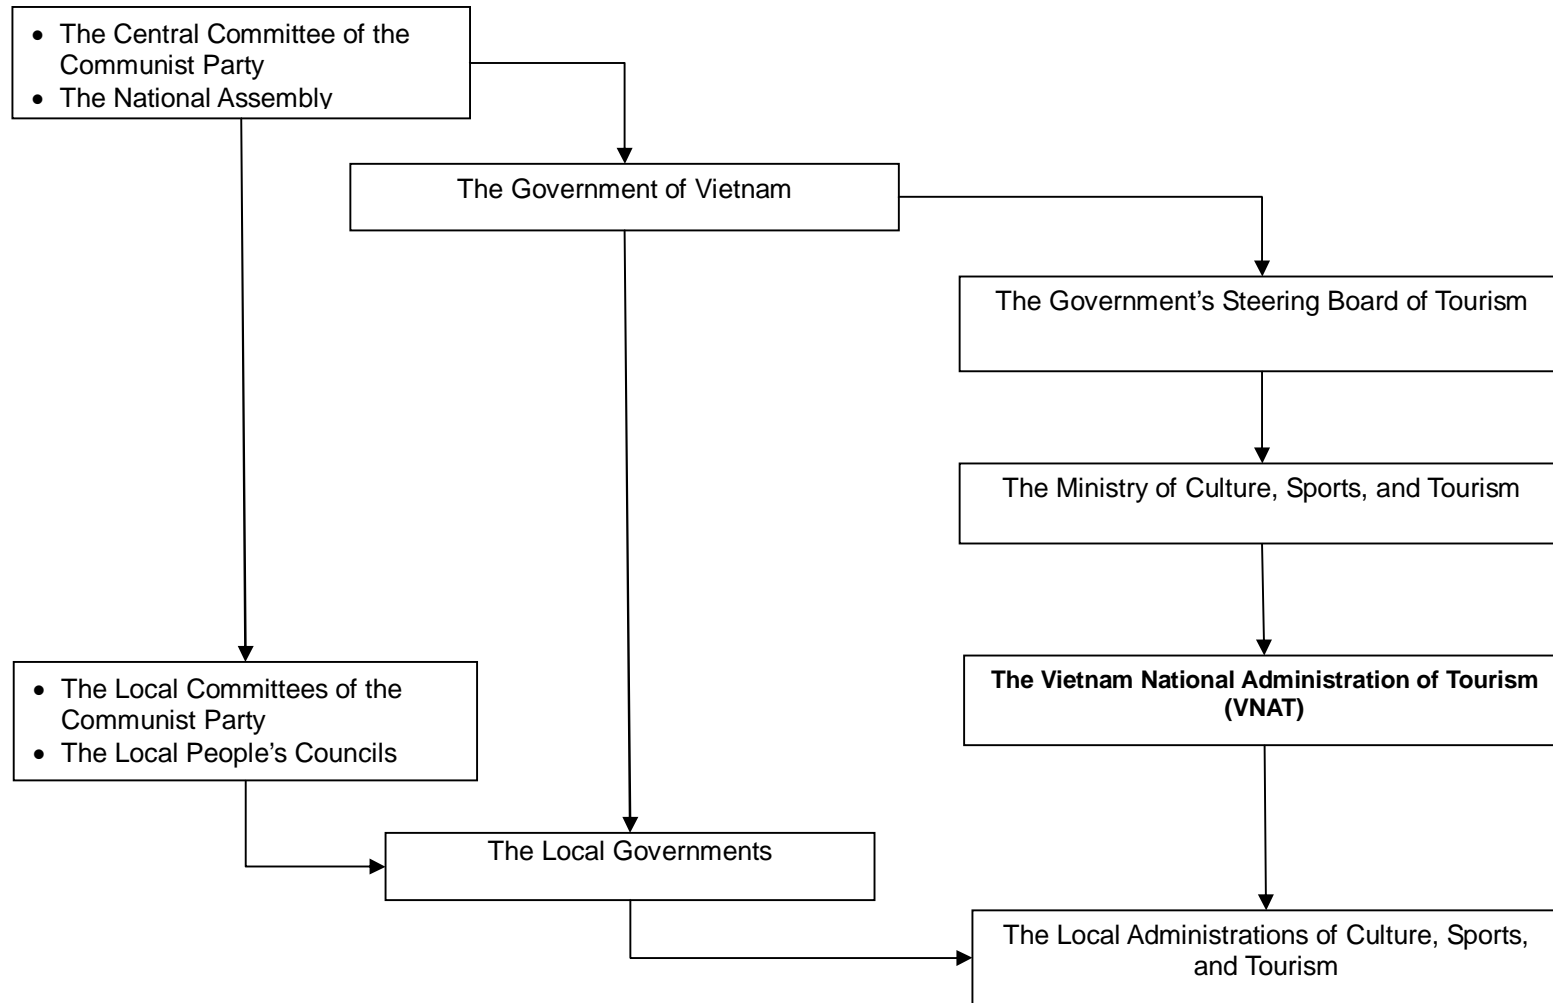 • The Central Committee of the
Communist Party
• The National Assembly
The Government of Vietnam
The Government’s Steering Board of Tourism
The Ministry of Culture, Sports, and Tourism
• The Local Committees of the
Communist Party
• The Local People’s Councils
The Vietnam National Administration of Tourism
(VNAT)
The Local Governments
The Local Administrations of Culture, Sports,
and Tourism